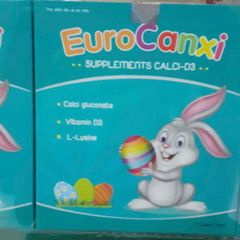 EuroCanxi
SUPPLEMENTS CALCI-D3
Calci gluconate
Vitamin D3
L-Lysine